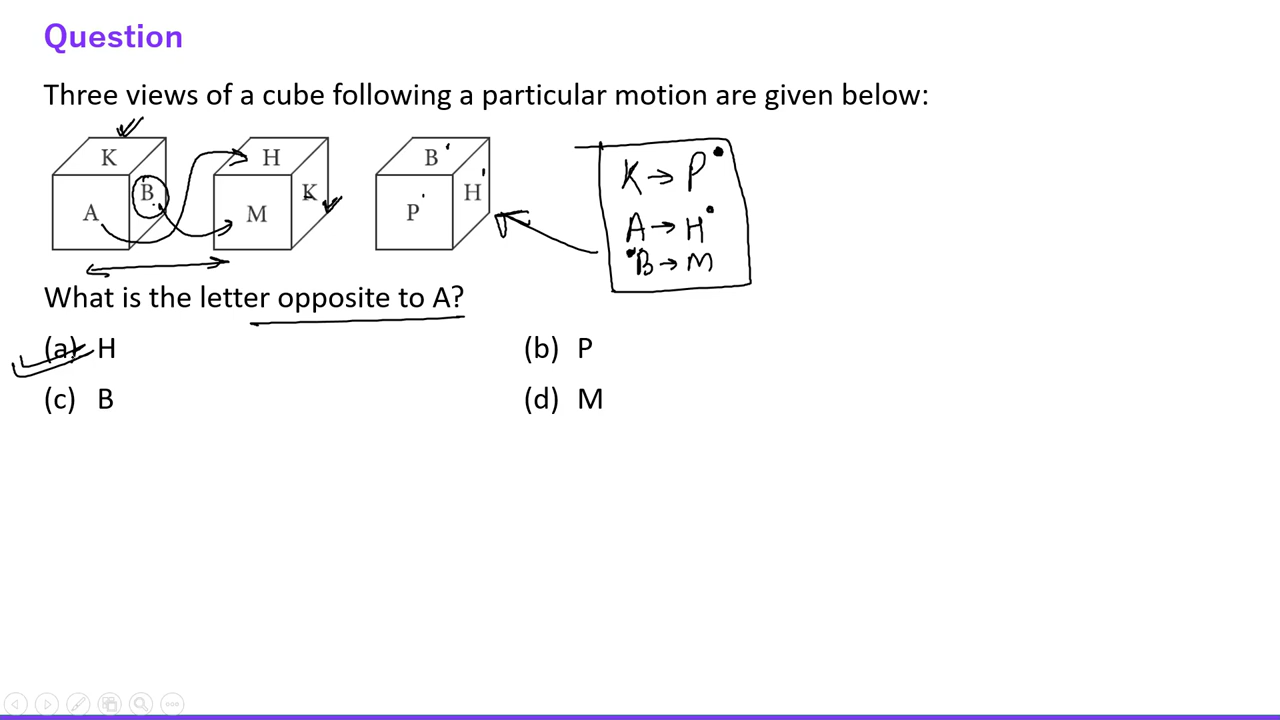 Question
Three views of a cube following a particular motion are given below:
K
B
A
H
K
M
B
H
P
K → P
A → H
B → M
What is the letter opposite to A?
(a) H
(b) P
(c) B
(d) M